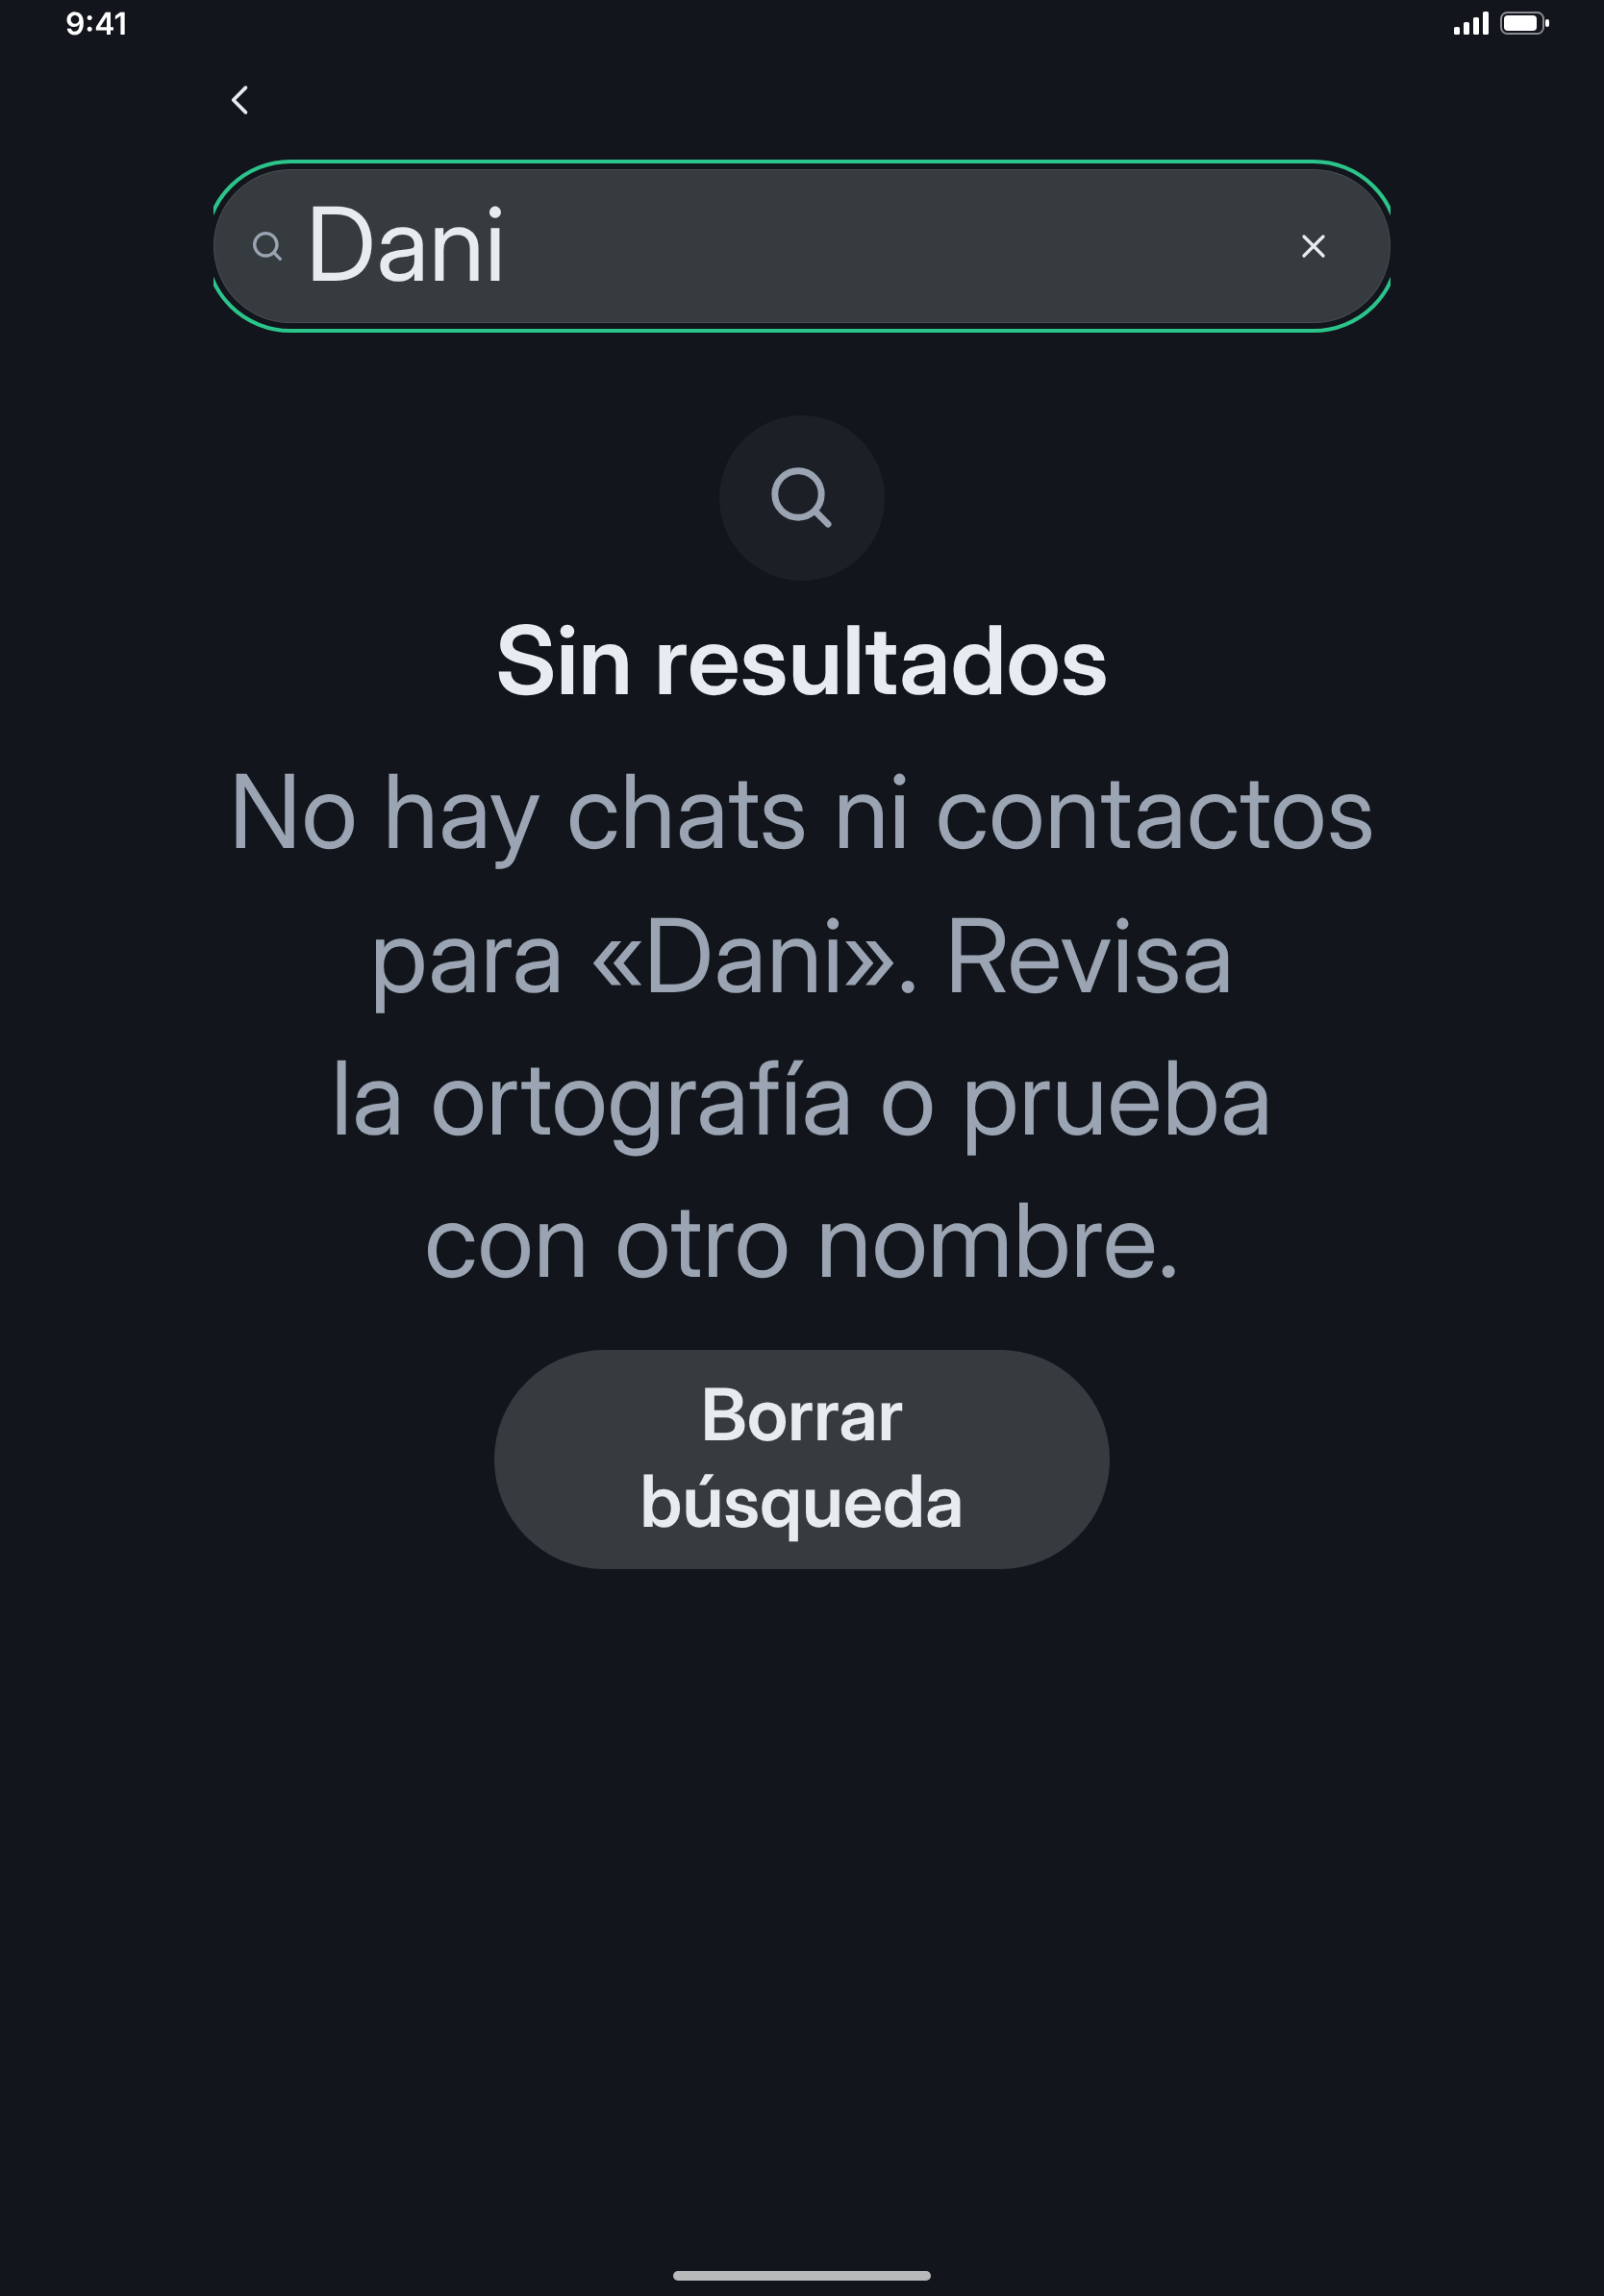 9:41
Dani
Sin resultados
No hay chats ni contactos
para «Dani». Revisa
la ortografía o prueba
con otro nombre.
Borrar
búsqueda